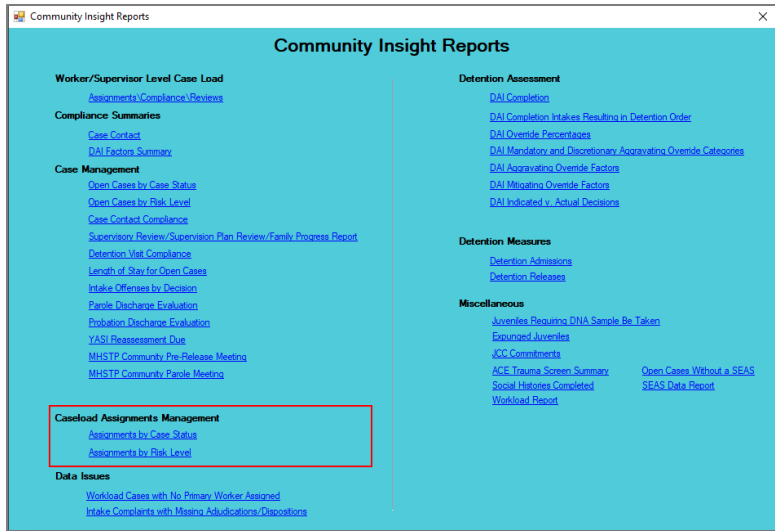 Community Insight Reports
Community Insight Reports
Worker/Supervisor Level Case Load
Assignments\Compliance\Reviews
Compliance Summaries
Case Contact
DAI Factors Summary
Case Management
Open Cases by Case Status
Open Cases by Risk Level
Case Contact Compliance
Supervisory Review/Supervision Plan Review/Family Progress Report
Detention Visit Compliance
Length of Stay for Open Cases
Intake Offenses by Decision
Parole Discharge Evaluation
Probation Discharge Evaluation
YASI Reassessment Due
MHSTP Community Pre-Release Meeting
MHSTP Community Parole Meeting
Caseload Assignments Management
Assignments by Case Status
Assignments by Risk Level
Data Issues
Workload Cases with No Primary Worker Assigned
Intake Complaints with Missing Adjudications/Dispositions
Detention Assessment
DAI Completion
DAI Completion Intakes Resulting in Detention Order
DAI Override Percentages
DAI Mandatory and Discretionary Aggravating Override Categories
DAI Aggravating Override Factors
DAI Mitigating Override Factors
DAI Indicated v. Actual Decisions
Detention Measures
Detention Admissions
Detention Releases
Miscellaneous
Juveniles Requiring DNA Sample Be Taken
Expunged Juveniles
JCC Commitments
ACE Trauma Screen Summary Open Cases Without a SEAS
Social Histories Completed SEAS Data Report
Workload Report